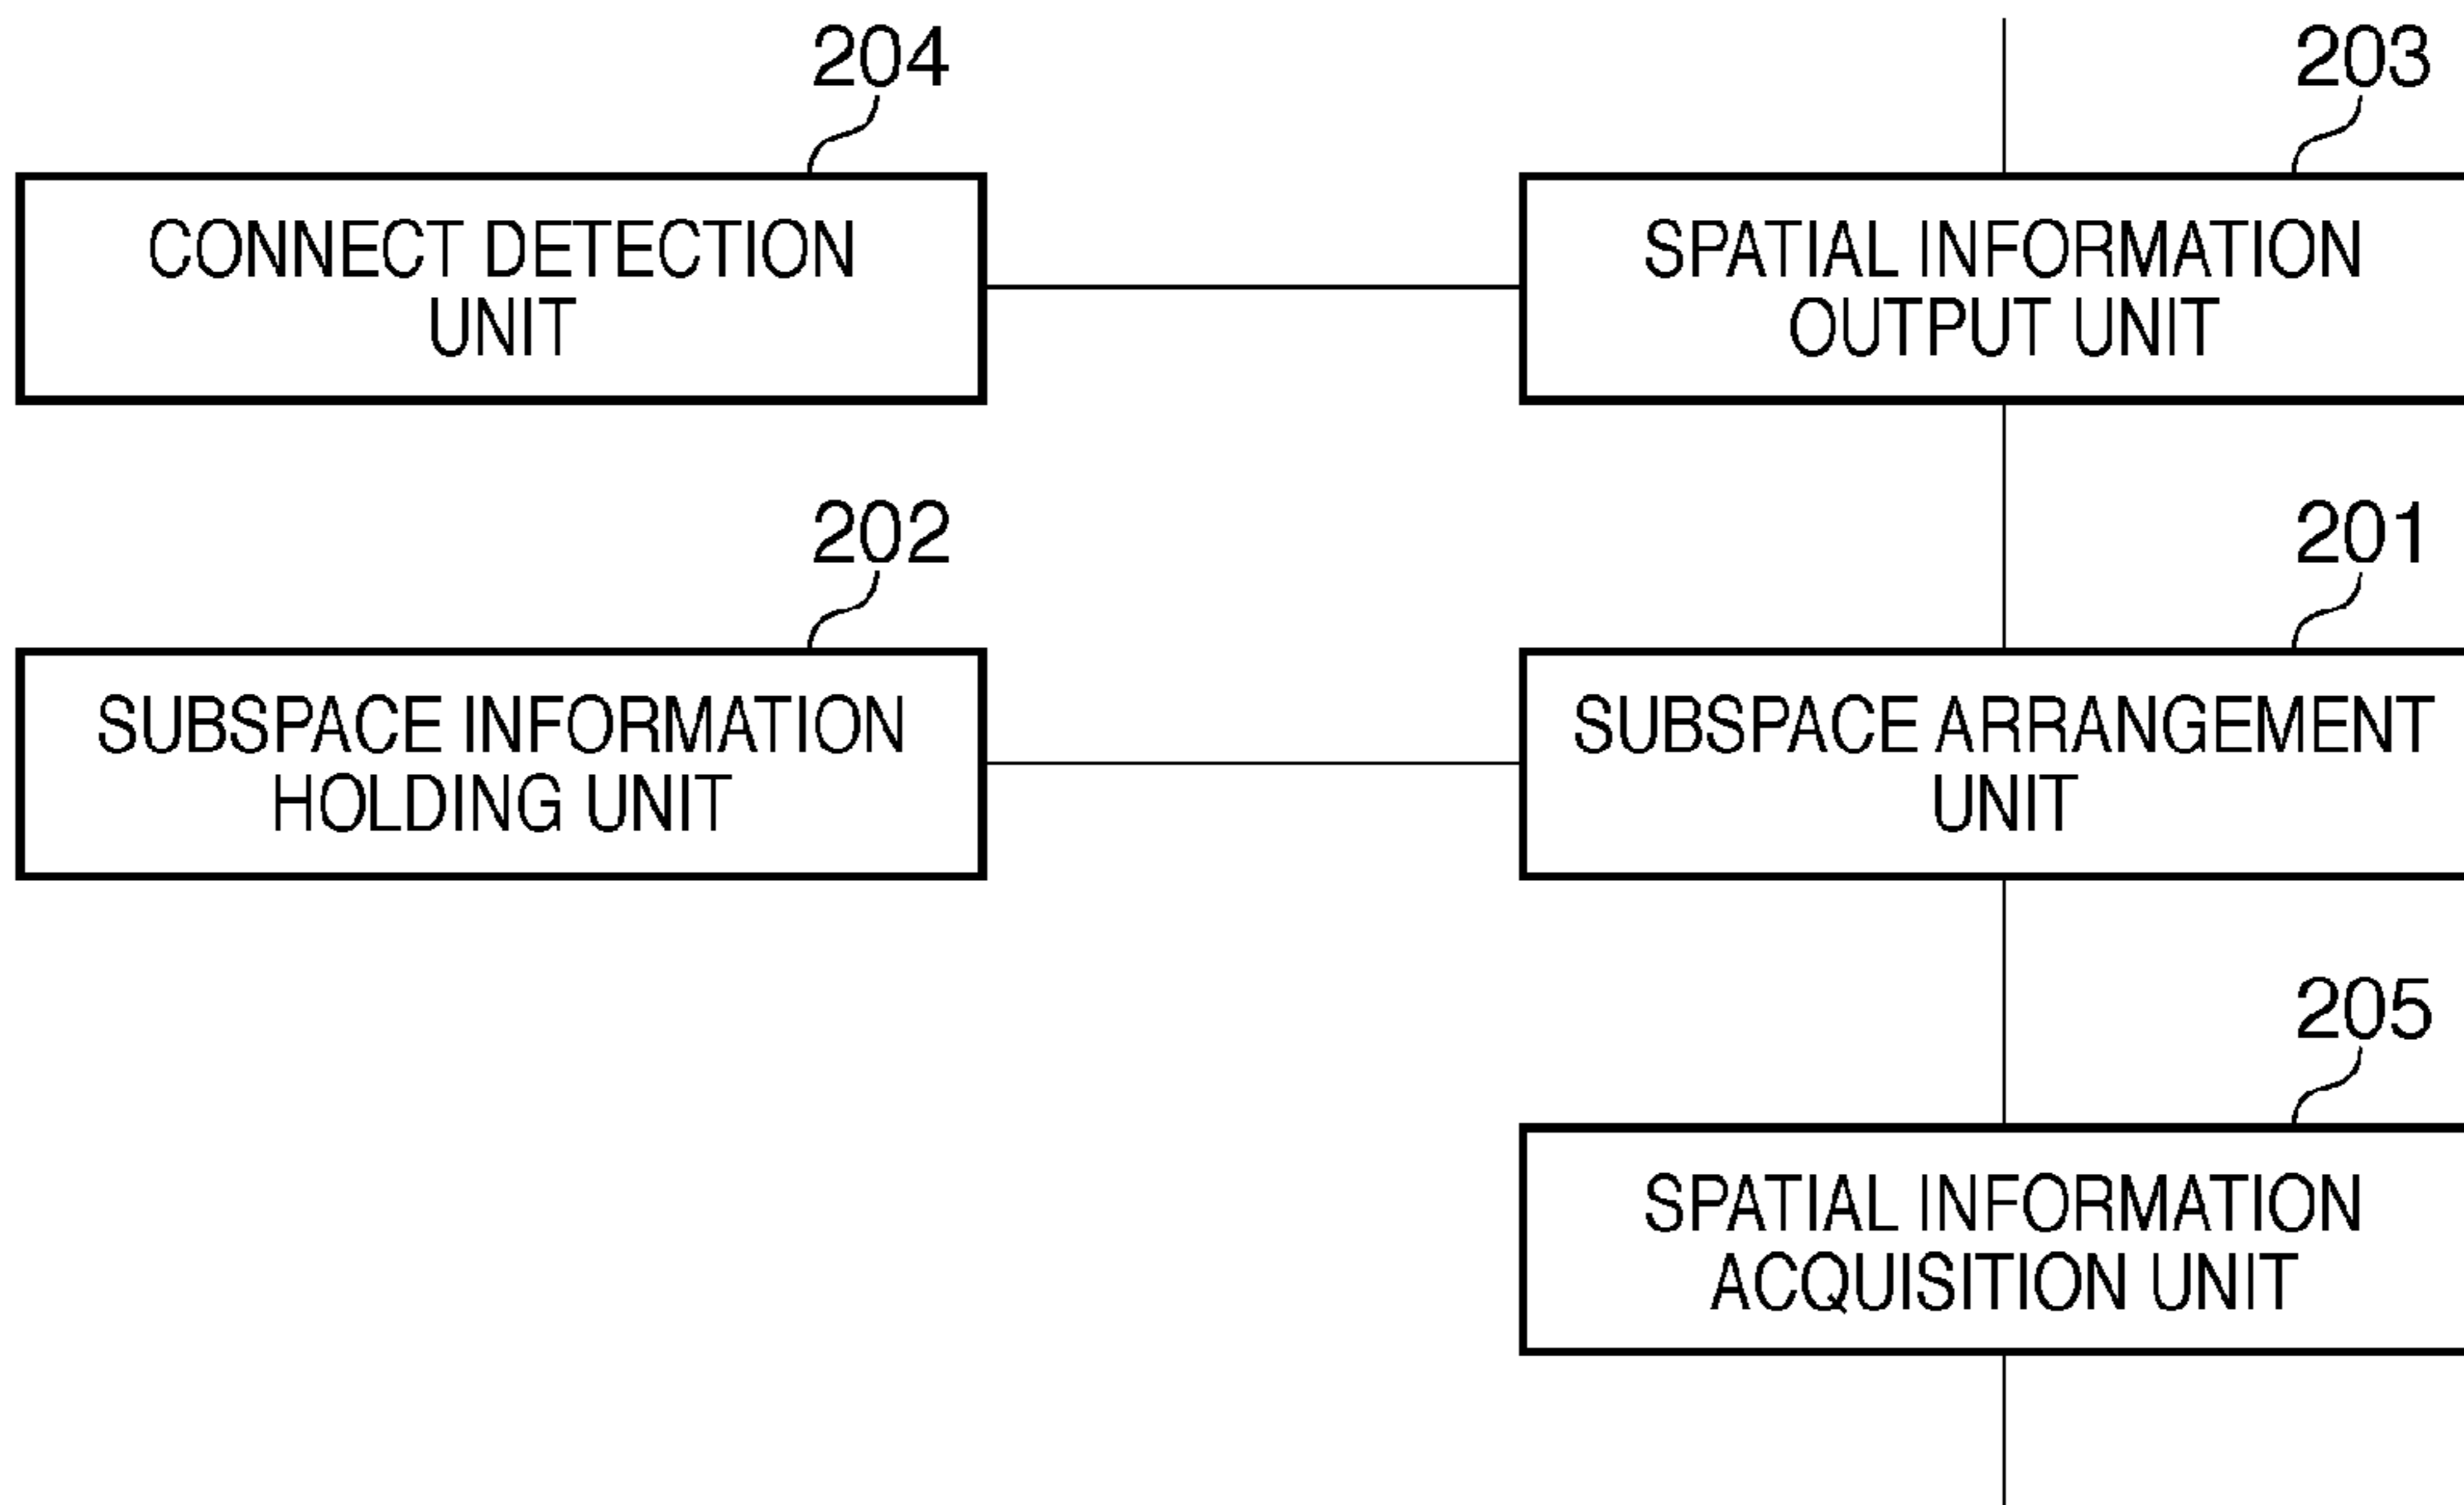 204
CONNECT DETECTION
UNIT
203
SPATIAL INFORMATION
OUTPUT UNIT
202
SUBSPACE INFORMATION
HOLDING UNIT
201
SUBSPACE ARRANGEMENT
UNIT
205
SPATIAL INFORMATION
ACQUISITION UNIT